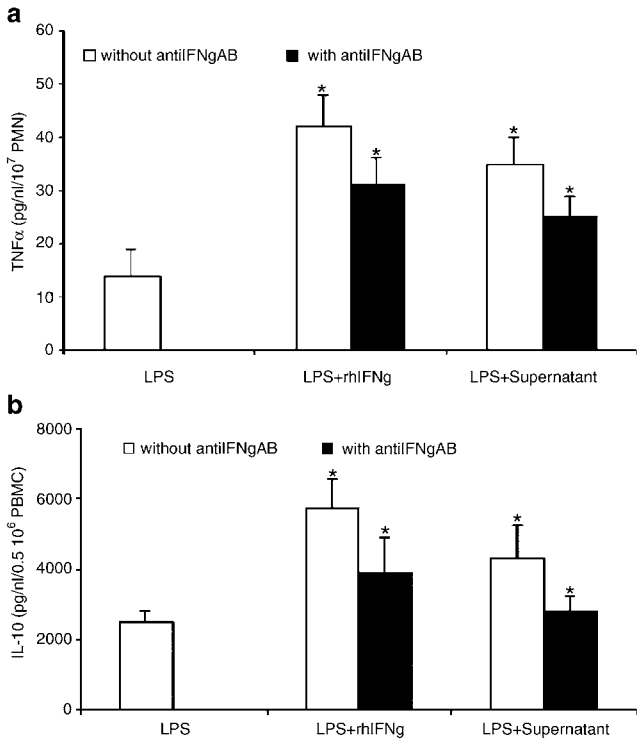 a
60
without antiIFNgAB with antiIFNgAB
50
40
30
20
10
0
TNFα (pg/nl/10⁷ PMN)
* * * *
LPS LPS+rhIFNg LPS+Supernatant
b
8000
without antiIFNgAB with antiIFNgAB
6000
4000
2000
0
IL-10 (pg/nl/0.5 10⁶ PBMC)
* * * *
LPS LPS+rhIFNg LPS+Supernatant